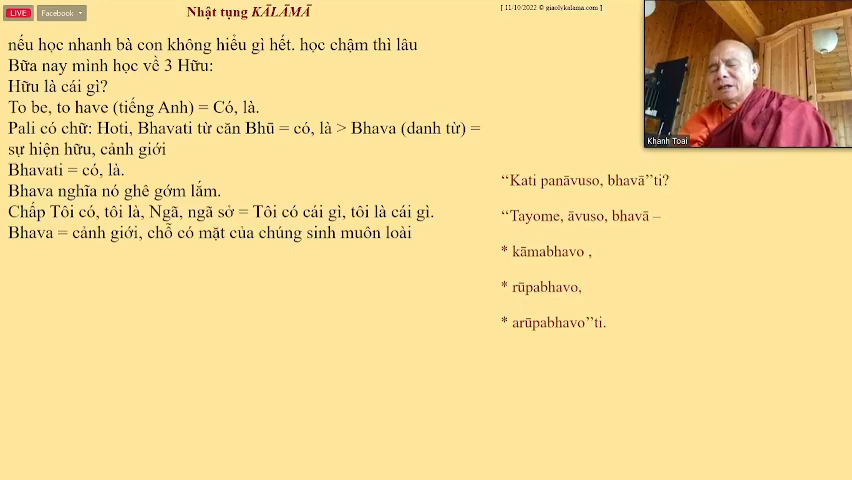 LIVE
Facebook
Nhật tụng KĀLĀMĀ
[ 11/10/2022 © giaolykalama.com ]
nếu học nhanh bà con không hiểu gì hết. học chậm thì lâu
Bữa nay mình học về 3 Hữu:
Hữu là cái gì?
To be, to have (tiếng Anh) = Có, là.
Pali có chữ: Hoti, Bhavati từ căn Bhū = có, là > Bhava (danh từ) =
sự hiện hữu, cảnh giới
Bhavati = có, là.
Bhava nghĩa nó ghê gớm lắm.
Chấp Tôi có, tôi là, Ngã, ngã sở = Tôi có cái gì, tôi là cái gì.
Bhava = cảnh giới, chỗ có mặt của chúng sinh muôn loài
Khanh Toai
“Kati panāvuso, bhavā”ti?
“Tayome, āvuso, bhavā –
* kāmabhavo ,
* rūpabhavo,
* arūpabhavo”ti.